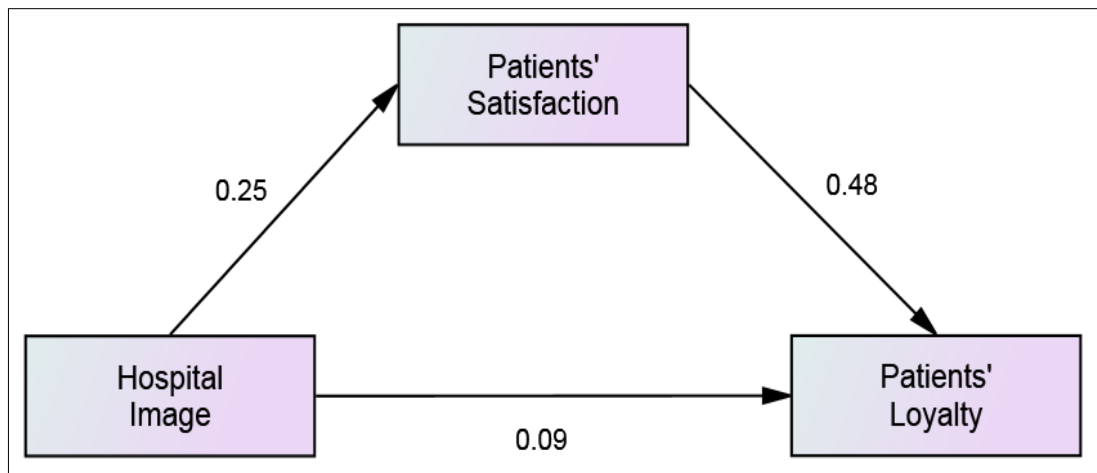 Patients'
Satisfaction
0.25
0.48
Hospital
Image
Patients'
Loyalty
0.09